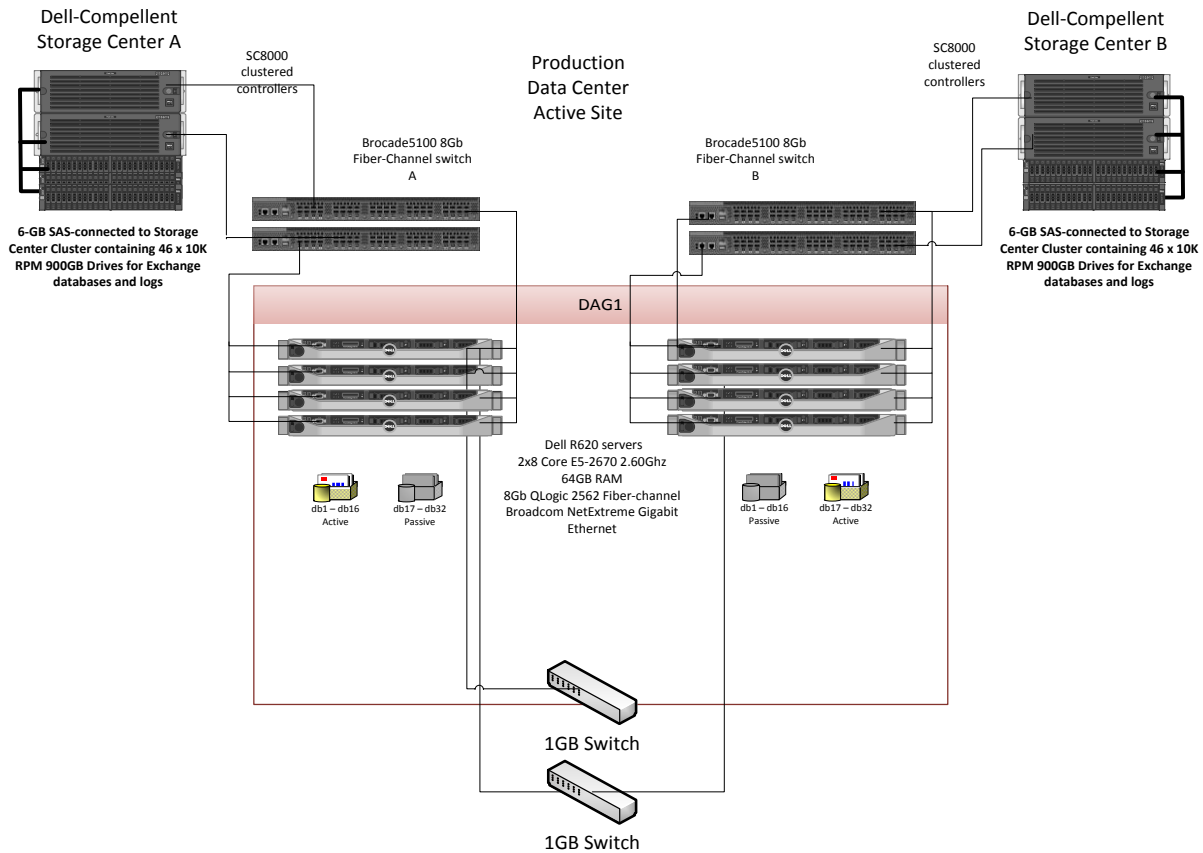 Dell-Compellent
Storage Center A
SC8000
clustered
controllers
Production
Data Center
Active Site
Dell-Compellent
Storage Center B
SC8000
clustered
controllers
Brocade5100 8Gb
Fiber-Channel switch
A
Brocade5100 8Gb
Fiber-Channel switch
B
6-GB SAS-connected to Storage
Center Cluster containing 46 x 10K
RPM 900GB Drives for Exchange
databases and logs
6-GB SAS-connected to Storage
Center Cluster containing 46 x 10K
RPM 900GB Drives for Exchange
databases and logs
DAG1
Dell R620 servers
2x8 Core E5-2670 2.60Ghz
64GB RAM
8Gb QLogic 2562 Fiber-channel
Broadcom NetExtreme Gigabit
Ethernet
db1 – db16
Active
db17 – db32
Passive
db1 – db16
Passive
db17 – db32
Active
1GB Switch
1GB Switch